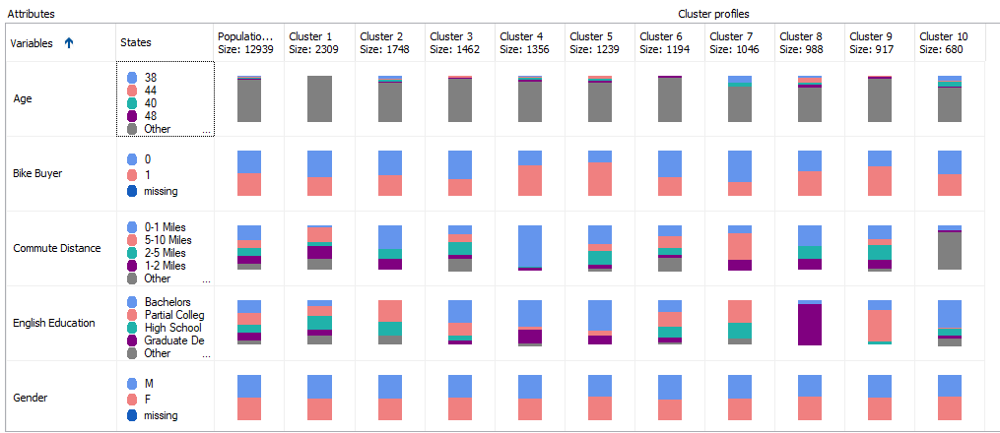 Attributes
Cluster profiles
Variables
States
Populatio...
Size: 12939
Cluster 1
Size: 2309
Cluster 2
Size: 1748
Cluster 3
Size: 1462
Cluster 4
Size: 1356
Cluster 5
Size: 1239
Cluster 6
Size: 1194
Cluster 7
Size: 1046
Cluster 8
Size: 988
Cluster 9
Size: 917
Cluster 10
Size: 680
Age
38
44
40
48
Other ...
Bike Buyer
0
1
missing
Commute Distance
0-1 Miles
5-10 Miles
2-5 Miles
1-2 Miles
Other ...
English Education
Bachelors
Partial Colleg
High School
Graduate De
Other ...
Gender
M
F
missing